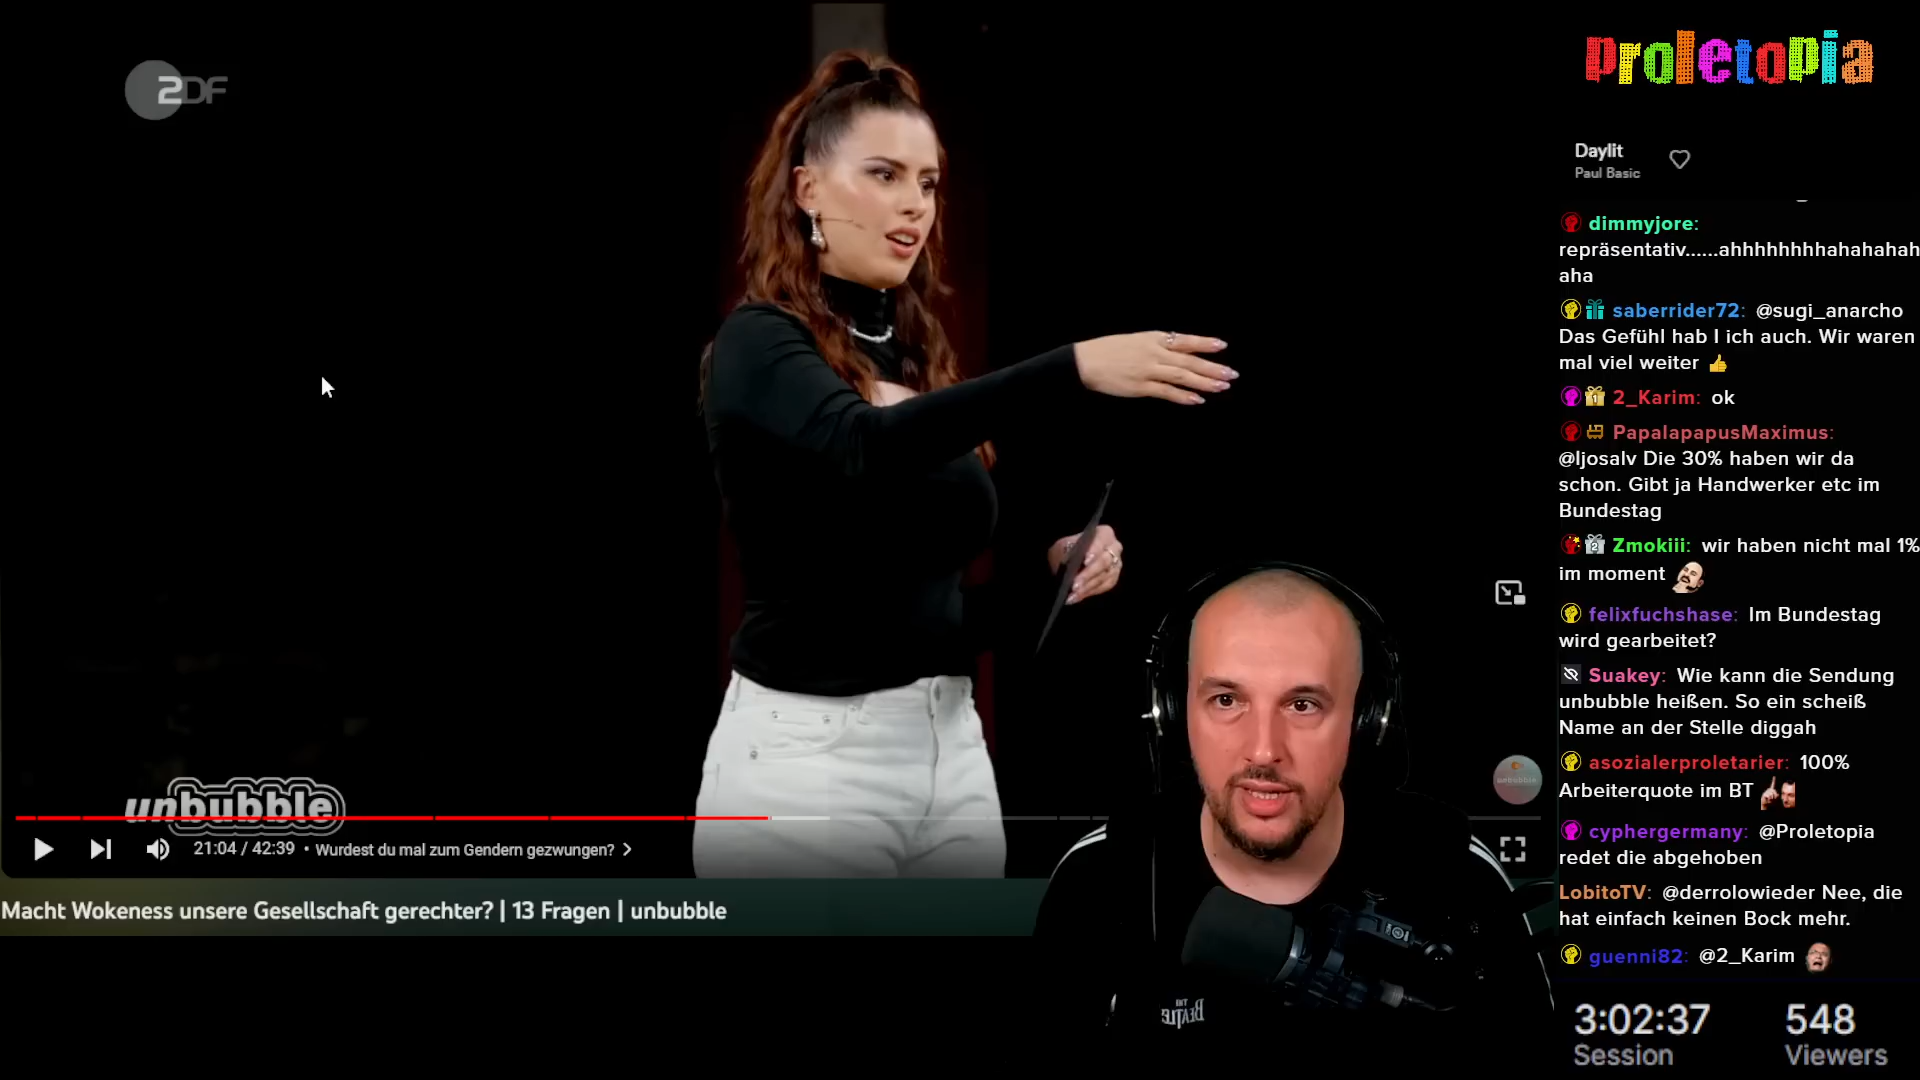 ZDF
Proletopia
Daylit
Paul Basic
dimmyjore:
repräsentativ......ahhhhhhhhahahahah
aha
saberrider72: @sugi_anarcho
Das Gefühl hab I ich auch. Wir waren
mal viel weiter
2_Karim: ok
PapalapapusMaximus:
@ljosalv Die 30% haben wir da
schon. Gibt ja Handwerker etc im
Bundestag
Zmokiii: wir haben nicht mal 1%
im moment
felixfuchshase: Im Bundestag
wird gearbeitet?
Suakey: Wie kann die Sendung
unbubble heißen. So ein scheiß
Name an der Stelle diggah
asozialerproletarier: 100%
Arbeiterquote im BT
cyphergermany: @Proletopia
redet die abgehoben
LobitoTV: @derrolowieder Nee, die
hat einfach keinen Bock mehr.
guenni82: @2_Karim
3:02:37
Session
548
Viewers
unbubble
unbubble
21:04 / 42:39 • Wurdest du mal zum Gendern gezwungen?
Macht Wokeness unsere Gesellschaft gerechter? | 13 Fragen | unbubble
THE
BEATLES